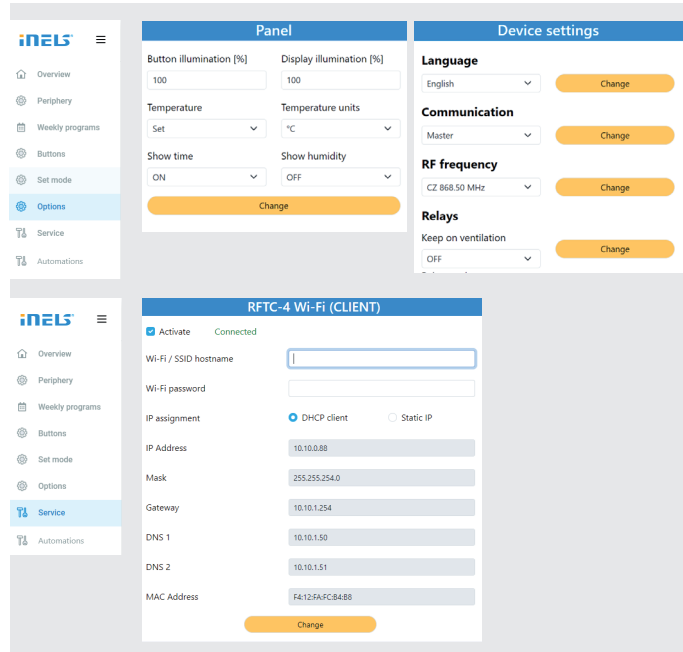 iNELS
Overview
Periphery
Weekly programs
Buttons
Set mode
Options
Service
Automations
Panel
Button illumination [%]
Display illumination [%]
100
100
Temperature
Temperature units
Set
°C
Show time
Show humidity
ON
OFF
Change
Device settings
Language
English
Change
Communication
Master
Change
RF frequency
CZ 868.50 MHz
Change
Relays
Keep on ventilation
OFF
Change
iNELS
Overview
Periphery
Weekly programs
Buttons
Set mode
Options
Service
Automations
RFTC-4 Wi-Fi (CLIENT)
Activate Connected
Wi-Fi / SSID hostname
Wi-Fi password
IP assignment DHCP client Static IP
IP Address 10.10.0.88
Mask 255.255.254.0
Gateway 10.10.1.254
DNS 1 10.10.1.50
DNS 2 10.10.1.51
MAC Address F4:12:FA:FC:B4:B8
Change